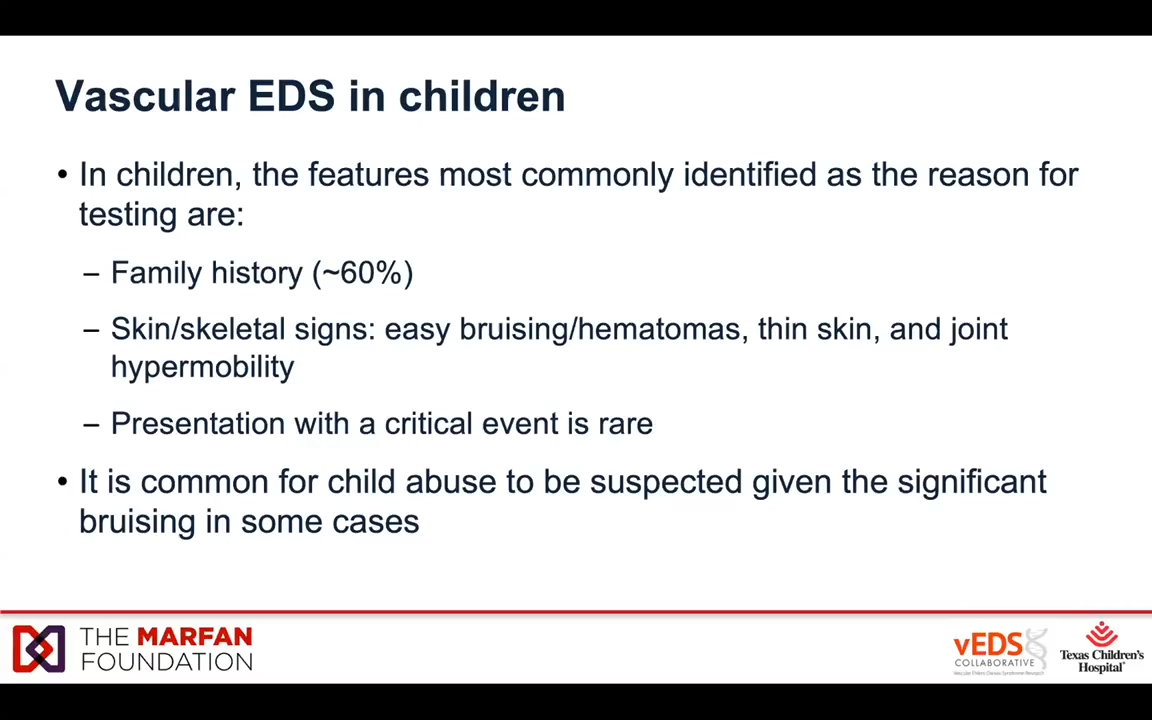 Vascular EDS in children
• In children, the features most commonly identified as the reason for
testing are:
– Family history (~60%)
– Skin/skeletal signs: easy bruising/hematomas, thin skin, and joint
hypermobility
– Presentation with a critical event is rare
• It is common for child abuse to be suspected given the significant
bruising in some cases
THE MARFAN
FOUNDATION
vEDS
COLLABORATIVE
Texas Children's
Hospital®